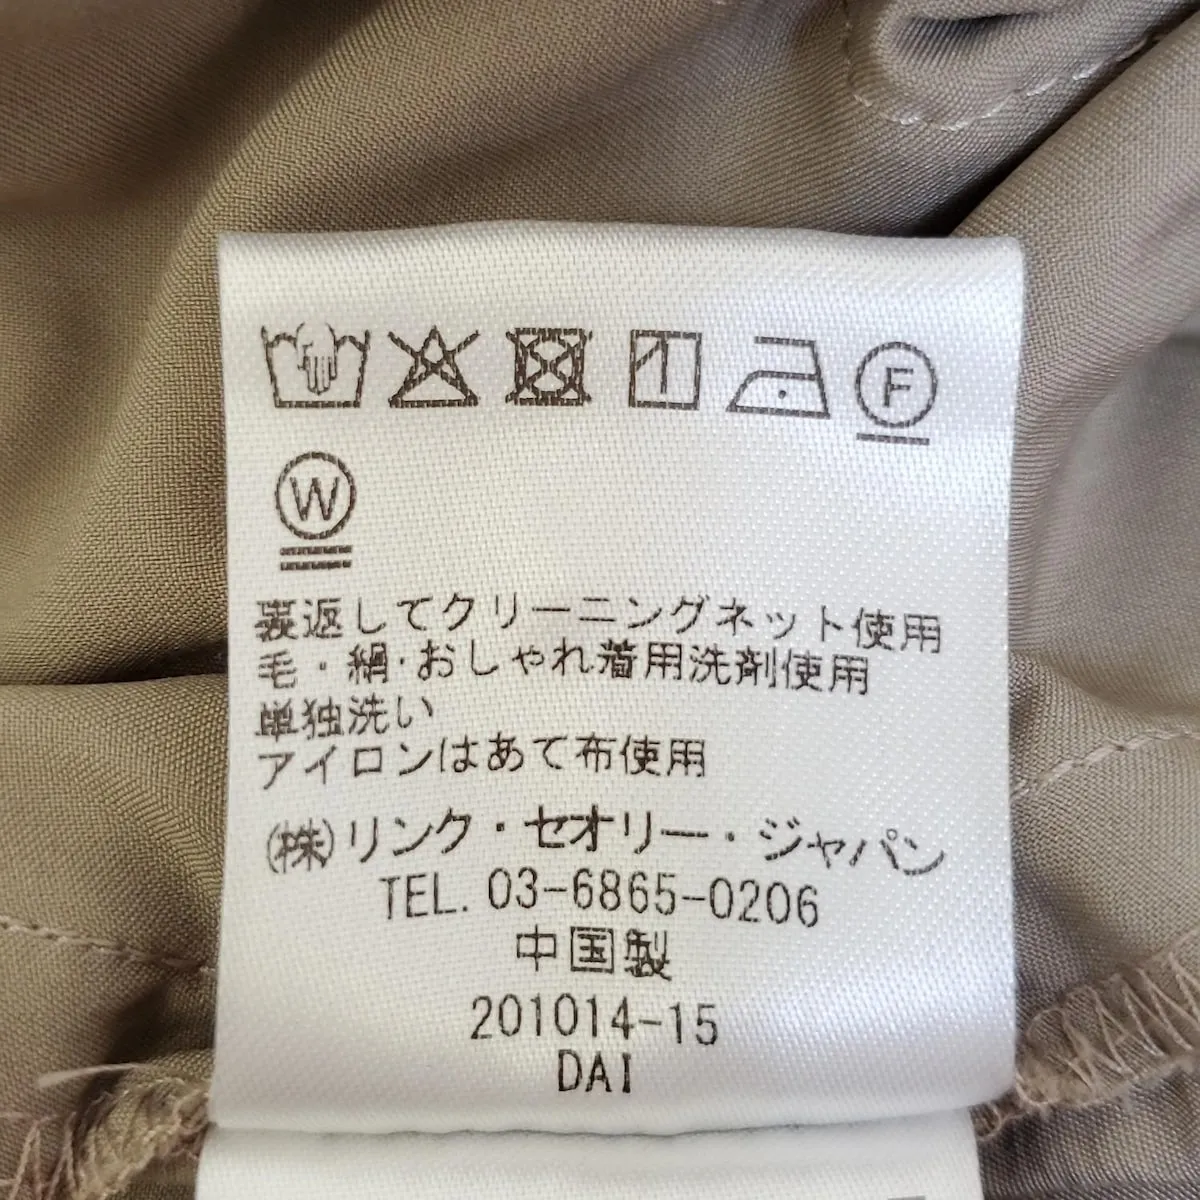 F
W
裏返してクリーニングネット使用
毛・絹・おしゃれ着用洗剤使用
単独洗い
アイロンはあて布使用
(株)リンク・セオリー・ジャパン
TEL. 03-6865-0206
中国製
201014-15
DAI